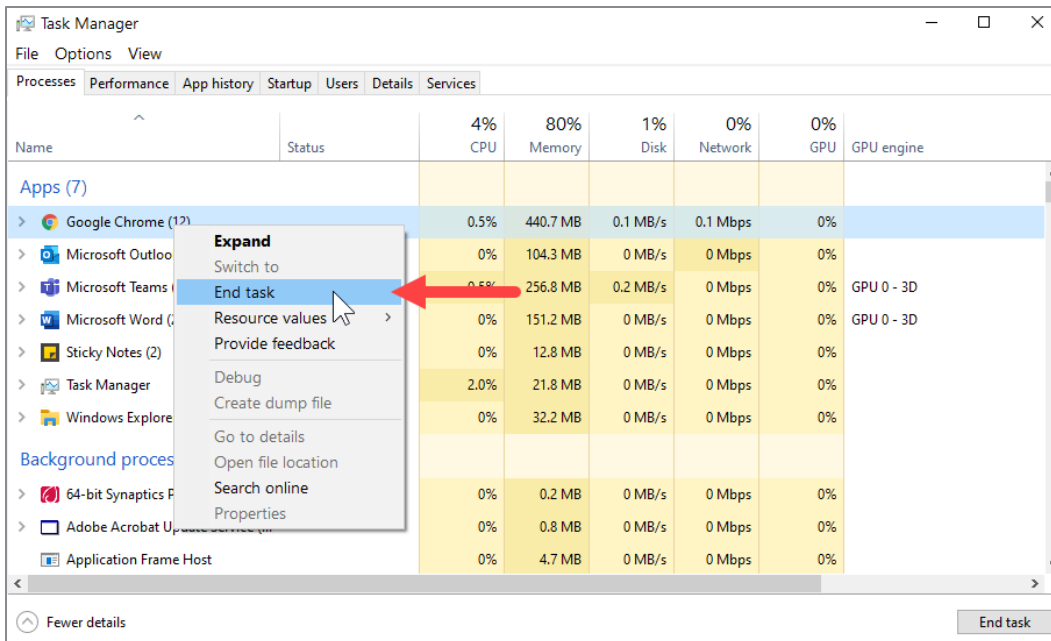 Task Manager
File Options View
Processes Performance App history Startup Users Details Services
4% 80% 1% 0% 0%
Name Status CPU Memory Disk Network GPU GPU engine
Apps (7)
Google Chrome (12) 0.5% 440.7 MB 0.1 MB/s 0.1 Mbps 0%
Expand
Microsoft Outloo 0% 104.3 MB 0 MB/s 0 Mbps 0%
Switch to
Microsoft Teams ( 256.8 MB 0.2 MB/s 0 Mbps 0% GPU 0 - 3D
End task
Microsoft Word (2 0% 151.2 MB 0 MB/s 0 Mbps 0% GPU 0 - 3D
Resource values
Provide feedback
Sticky Notes (2) 0% 12.8 MB 0 MB/s 0 Mbps 0%
Debug
Task Manager 2.0% 21.8 MB 0 MB/s 0 Mbps 0%
Create dump file
Windows Explore 0% 32.2 MB 0 MB/s 0 Mbps 0%
Go to details
Background proces
Open file location
Search online
64-bit Synaptics P 0% 0.2 MB 0 MB/s 0 Mbps 0%
Properties
Adobe Acrobat 0% 0.8 MB 0 MB/s 0 Mbps 0%
Application Frame Host 0% 4.7 MB 0 MB/s 0 Mbps 0%
Fewer details End task